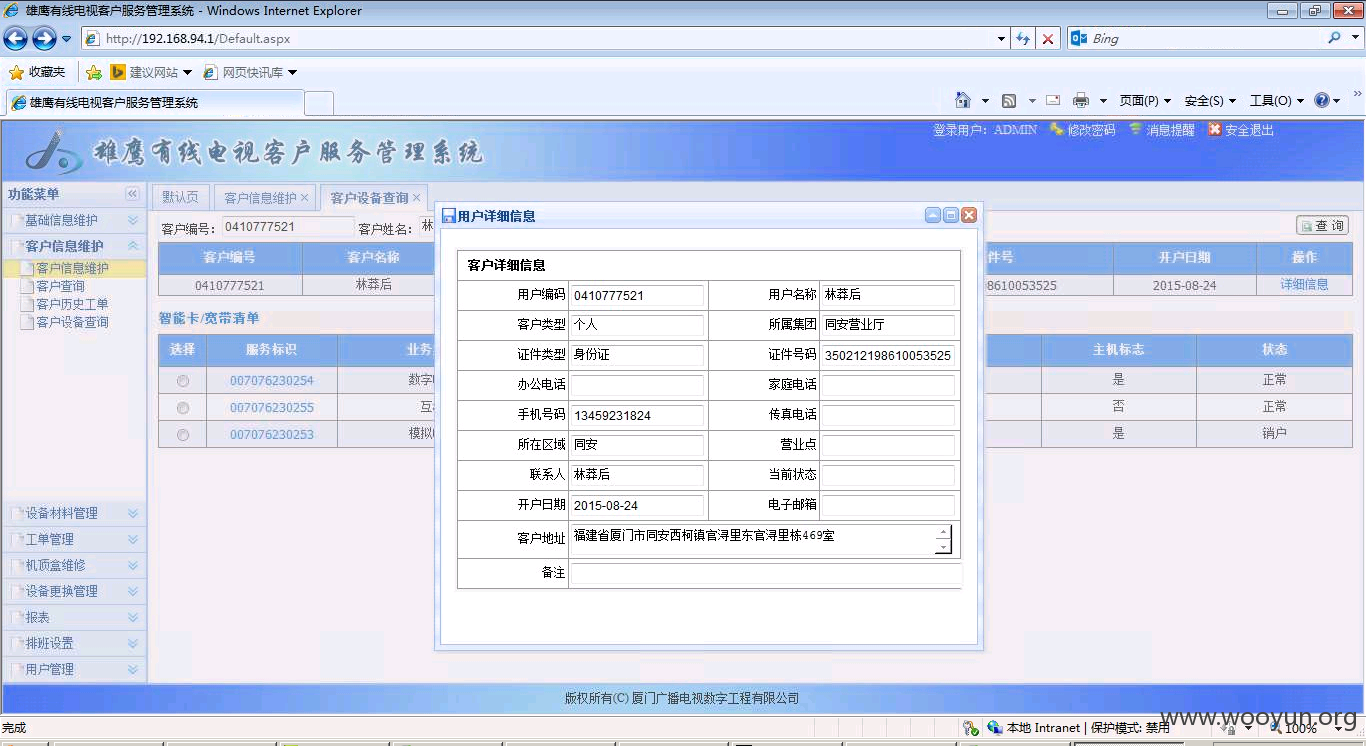 雄鹰有线电视客户服务管理系统 - Windows Internet Explorer
http://192.168.94.1/Default.aspx
Bing
收藏夹 建议网站 网页快讯库
雄鹰有线电视客户服务管理系统
页面(P) 安全(S) 工具(O)
登录用户: ADMIN 修改密码 消息提醒 安全退出
雄鹰有线电视客户服务管理系统
功能菜单
基础信息维护
客户信息维护
客户信息维护
客户查询
客户历史工单
客户设备查询
设备材料管理
工单管理
机顶盒维修
设备更换管理
报表
排班设置
用户管理
默认页 客户信息维护 客户设备查询
客户编号: 0410777521 客户姓名: 林 查 询
客户编号 客户名称 件号 开户日期 操作
0410777521 林莽后 8610053525 2015-08-24 详细信息
智能卡/宽带清单
选择 服务标识 业务 主机标志 状态
007076230254 数字 是 正常
007076230255 互 否 正常
007076230253 模拟 是 销户
用户详细信息
客户详细信息
用户编码 0410777521 用户名称 林莽后
客户类型 个人 所属集团 同安营业厅
证件类型 身份证 证件号码 350212198610053525
办公电话 家庭电话
手机号码 13459231824 传真电话
所在区域 同安 营业点
联系人 林莽后 当前状态
开户日期 2015-08-24 电子邮箱
客户地址 福建省厦门市同安西柯镇官浔里东官浔里栋469室
备注
版权所有(C) 厦门广播电视数字工程有限公司
完成 本地 Intranet | 保护模式: 禁用 100%
www.wooyun.org